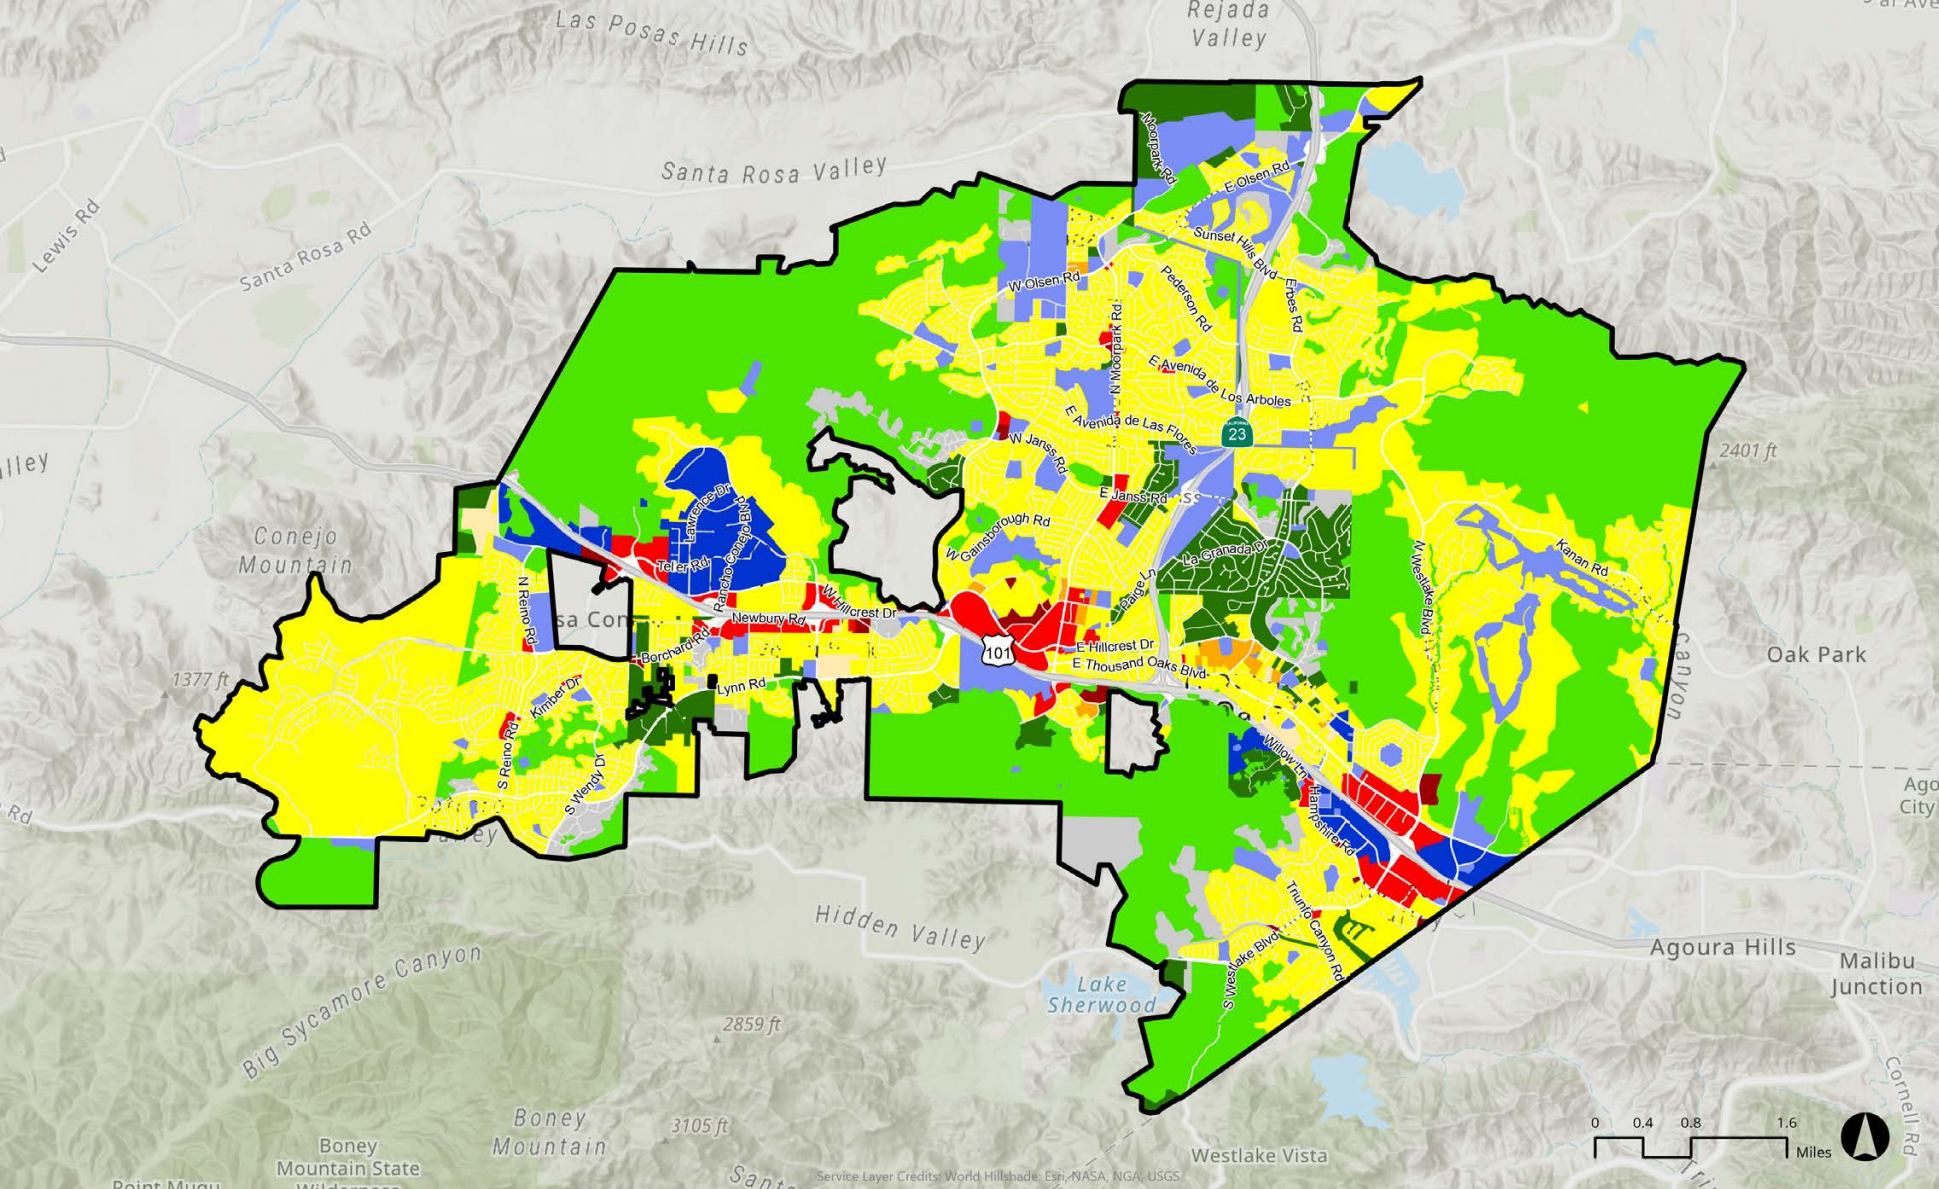 Las Posas Hills
Rejada
Valley
Santa Rosa Valley
Lewis Rd
Santa Rosa Rd
Moorpark Rd
E Olsen Rd
Sunset Hills Blvd
W Olsen Rd
Pederson Rd
Erbes Rd
N Moorpark Rd
E Avenida de Los Arboles
E Avenida de Las Flores
23
2401 ft
W Janss Rd
E Janss Rd
Conejo
Mountain
Lawrence Dr
Rancho Conejo Blvd
Teller Rd
W Gainsborough Rd
La Granada Dr
Kanan Rd
N Westlake Blvd
Paige Ln
N Reino Rd
W Hillcrest Dr
Newbury Rd
Borchard Rd
101
E Hillcrest Dr
E Thousand Oaks Blvd
Oak Park
Canyon
1377 ft
Lynn Rd
Kimber Dr
S Reino Rd
S Wendy Dr
Willow Ln
Hampshire Rd
Rd
Hidden Valley
Triunfo Canyon Rd
S Westlake Blvd
Agoura Hills
Malibu
Junction
Lake
Sherwood
Big Sycamore Canyon
2859 ft
Boney
Mountain
3105 ft
Boney
Mountain State
Wilderness
Point Mugu
Westlake Vista
Cornell Rd
0 0.4 0.8 1.6
Miles
Service Layer Credits: World Hillshade: Esri, NASA, NGA, USGS